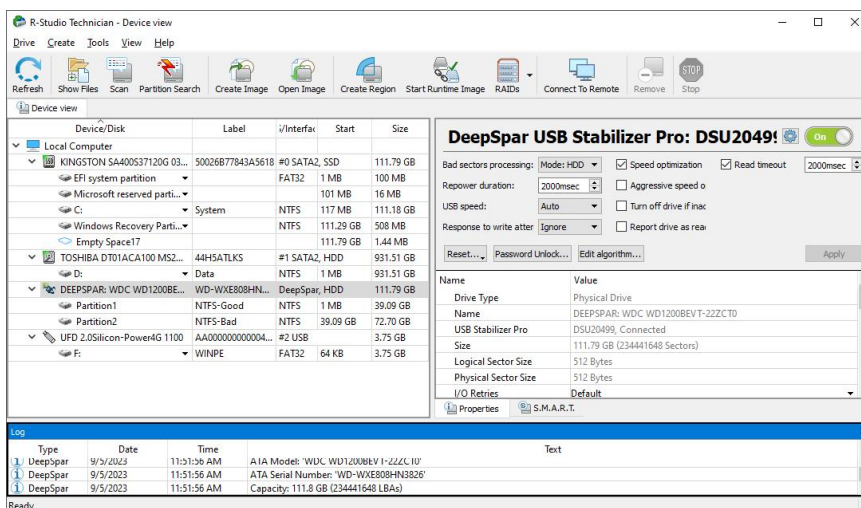 R-Studio Technician - Device view
Drive Create Tools View Help
Refresh Show Files Scan Partition Search Create Image Open Image Create Region Start Runtime Image RAIDs Connect To Remote Remove STOP Stop
Device view
Device/Disk Label Start Size
Local Computer
KINGSTON SA400S37120G 03... 50026B77843A5618 #0 SATA2, SSD 111.79 GB
EFI system partition FAT32 1 MB 100 MB
Microsoft reserved parti... 101 MB 16 MB
C: System NTFS 117 MB 111.18 GB
Windows Recovery Parti... NTFS 111.29 GB 508 MB
Empty Space17 111.79 GB 1.44 MB
TOSHIBA DT01ACA100 MS2... 44H5ATLKS #1 SATA2, HDD 931.51 GB
D: Data NTFS 1 MB 931.51 GB
DEEPSPAR: WDC WD1200BE... WD-WXE808HN... DeepSpar, HDD 111.79 GB
Partition1 NTFS-Good NTFS 1 MB 39.09 GB
Partition2 NTFS-Bad NTFS 39.09 GB 72.70 GB
UFD 2.0Silicon-Power4G 1100 AA000000000004... #2 USB 3.75 GB
F: WINPE FAT32 64 KB 3.75 GB
DeepSpar USB Stabilizer Pro: DSU2049 On
Bad sectors processing: Mode: HDD Speed optimization Read timeout 2000msec
Repower duration: 2000msec Aggressive speed o
USB speed: Auto Turn off drive if inac
Response to write atter Ignore Report drive as rea
Reset... Password Unlock... Edit algorithm... Apply
Name Value
Drive Type Physical Drive
Name DEEPSPAR: WDC WD1200BEVT-22ZCT0
USB Stabilizer Pro DSU20499, Connected
Size 111.79 GB (234441648 Sectors)
Logical Sector Size 512 Bytes
Physical Sector Size 512 Bytes
I/O Retries Default
Properties S.M.A.R.T.
Log
Type Date Time Text
DeepSpar 9/5/2023 11:51:56 AM ATA Model: 'WDC WD1200BEVT-22ZCT0'
DeepSpar 9/5/2023 11:51:56 AM ATA Serial Number: 'WD-WXE808HN3826'
DeepSpar 9/5/2023 11:51:56 AM Capacity: 111.8 GB (234441648 LBAs)
Ready